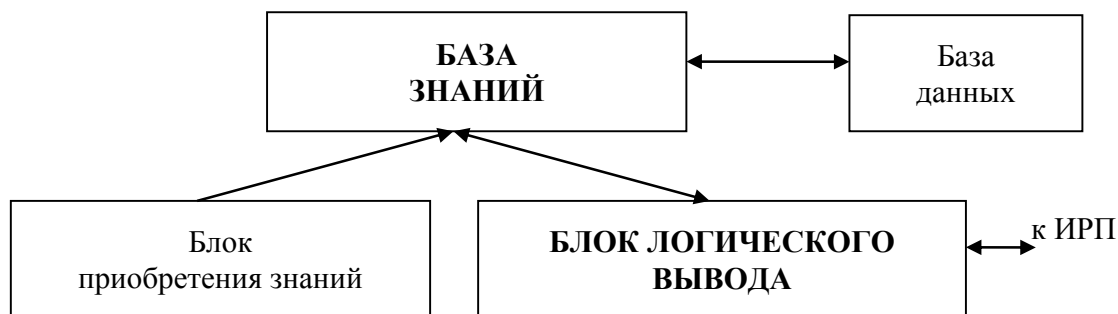 БАЗА
ЗНАНИЙ
База
данных
Блок
приобретения знаний
БЛОК ЛОГИЧЕСКОГО
ВЫВОДА
к ИРП